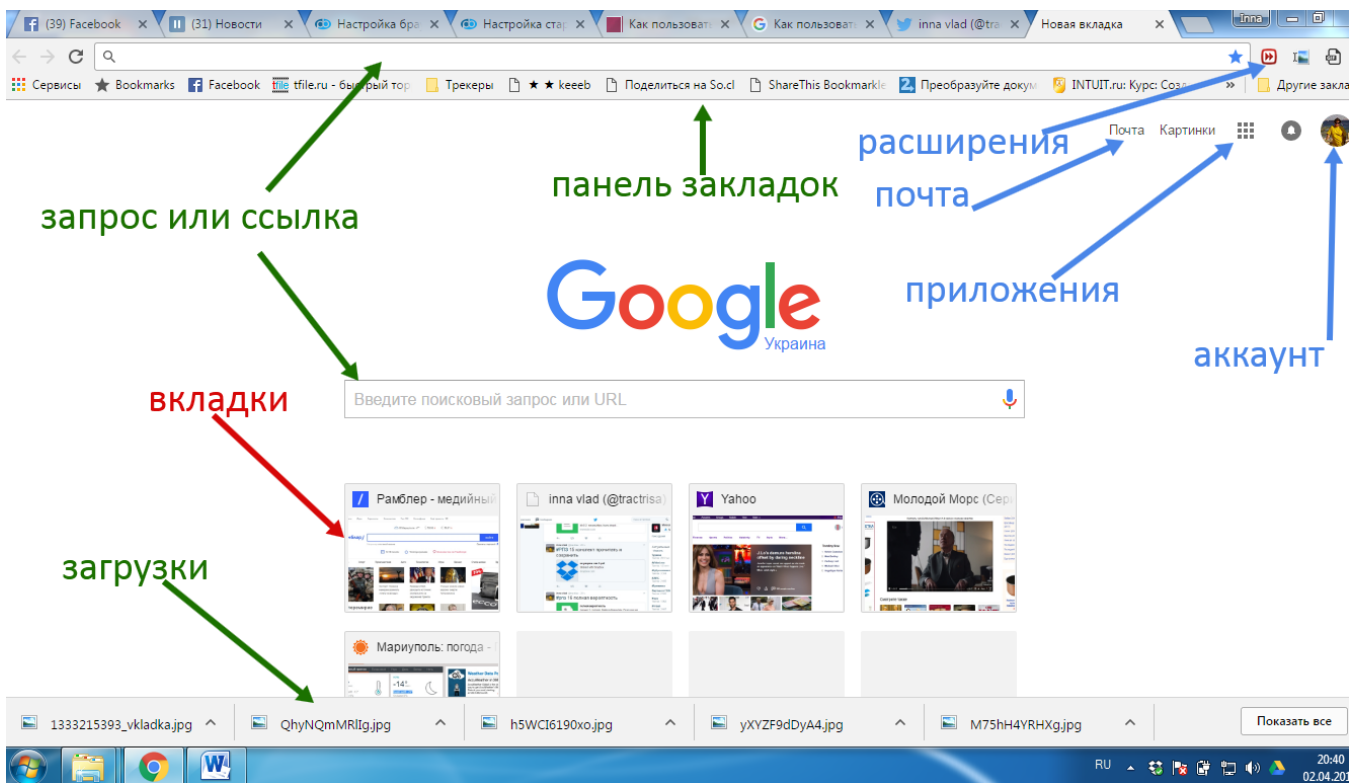 (39) Facebook
(31) Новости
Настройка бра
Настройка стар
Как пользоват
Как пользоват
inna vlad (@tra
Новая вкладка
Inna
Сервисы
Bookmarks
Facebook
tfile.ru - быстрый тор
Трекеры
★ ★ keeeb
Поделиться на So.cl
ShareThis Bookmarkle
Преобразуйте докум
INTUIT.ru: Курс: Созд
»
Другие закла
расширения
Почта
Картинки
панель закладок
почта
запрос или ссылка
Google
Украина
приложения
аккаунт
вкладки
Введите поисковый запрос или URL
Рамблер - медийный
inna vlad (@tractrisa)
Yahoo
Молодой Морс (Сер
загрузки
Мариуполь: погода -
-14°
1333215393_vkladka.jpg
QhyNQmMRlIg.jpg
h5WCI6190xo.jpg
yXYZF9dDyA4.jpg
M75hH4YRHXg.jpg
Показать все
RU
20:40
02.04.201